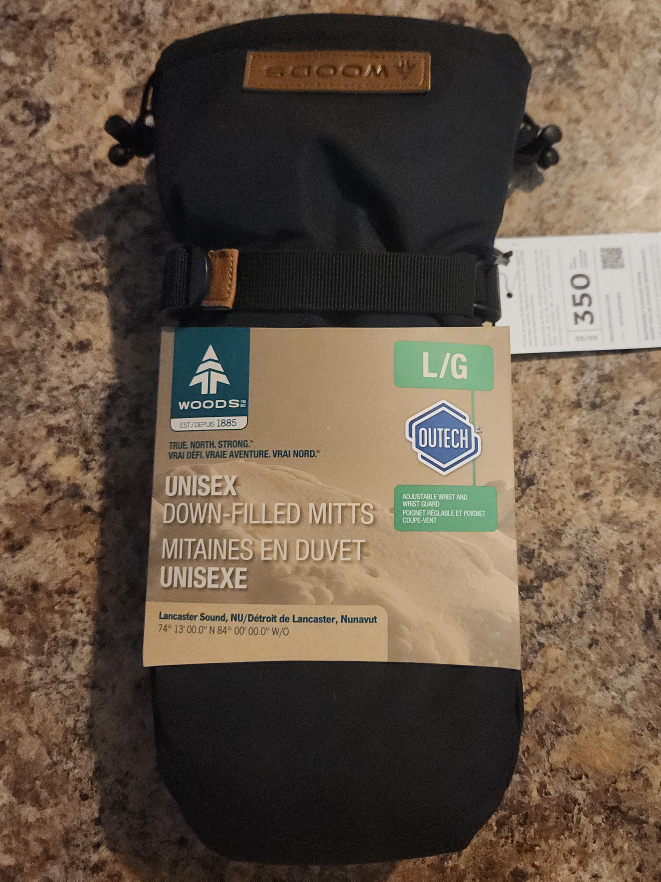 WOODS
350
WOODS
EST./DEPUIS 1885
TRUE. NORTH. STRONG.™
VRAI DÉFI. VRAIE AVENTURE. VRAI NORD.™
L/G
OUTECH
UNISEX
DOWN-FILLED MITTS
MITAINES EN DUVET
UNISEXE
ADJUSTABLE WRIST AND
WRIST GUARD
POIGNET RÉGLABLE ET POIGNET
COUPE-VENT
Lancaster Sound, NU/Détroit de Lancaster, Nunavut
74° 13' 00.0" N 84° 00' 00.0" W/O